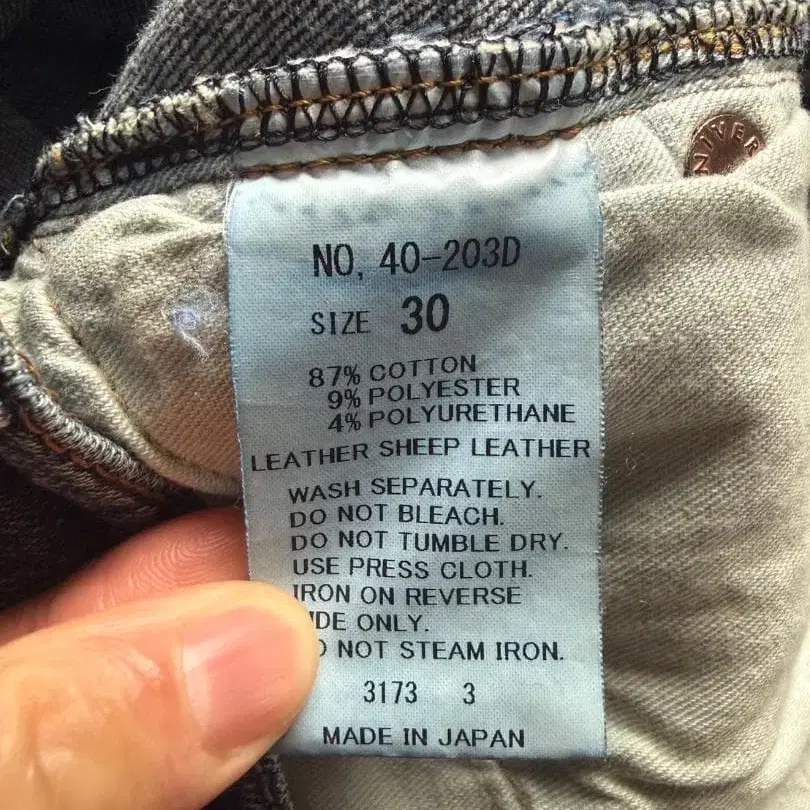 NIVER
NO, 40-203D
SIZE 30
87% COTTON
9% POLYESTER
4% POLYURETHANE
LEATHER SHEEP LEATHER
WASH SEPARATELY.
DO NOT BLEACH.
DO NOT TUMBLE DRY.
USE PRESS CLOTH.
IRON ON REVERSE
IDE ONLY.
NOT STEAM IRON.
3173 3
MADE IN JAPAN